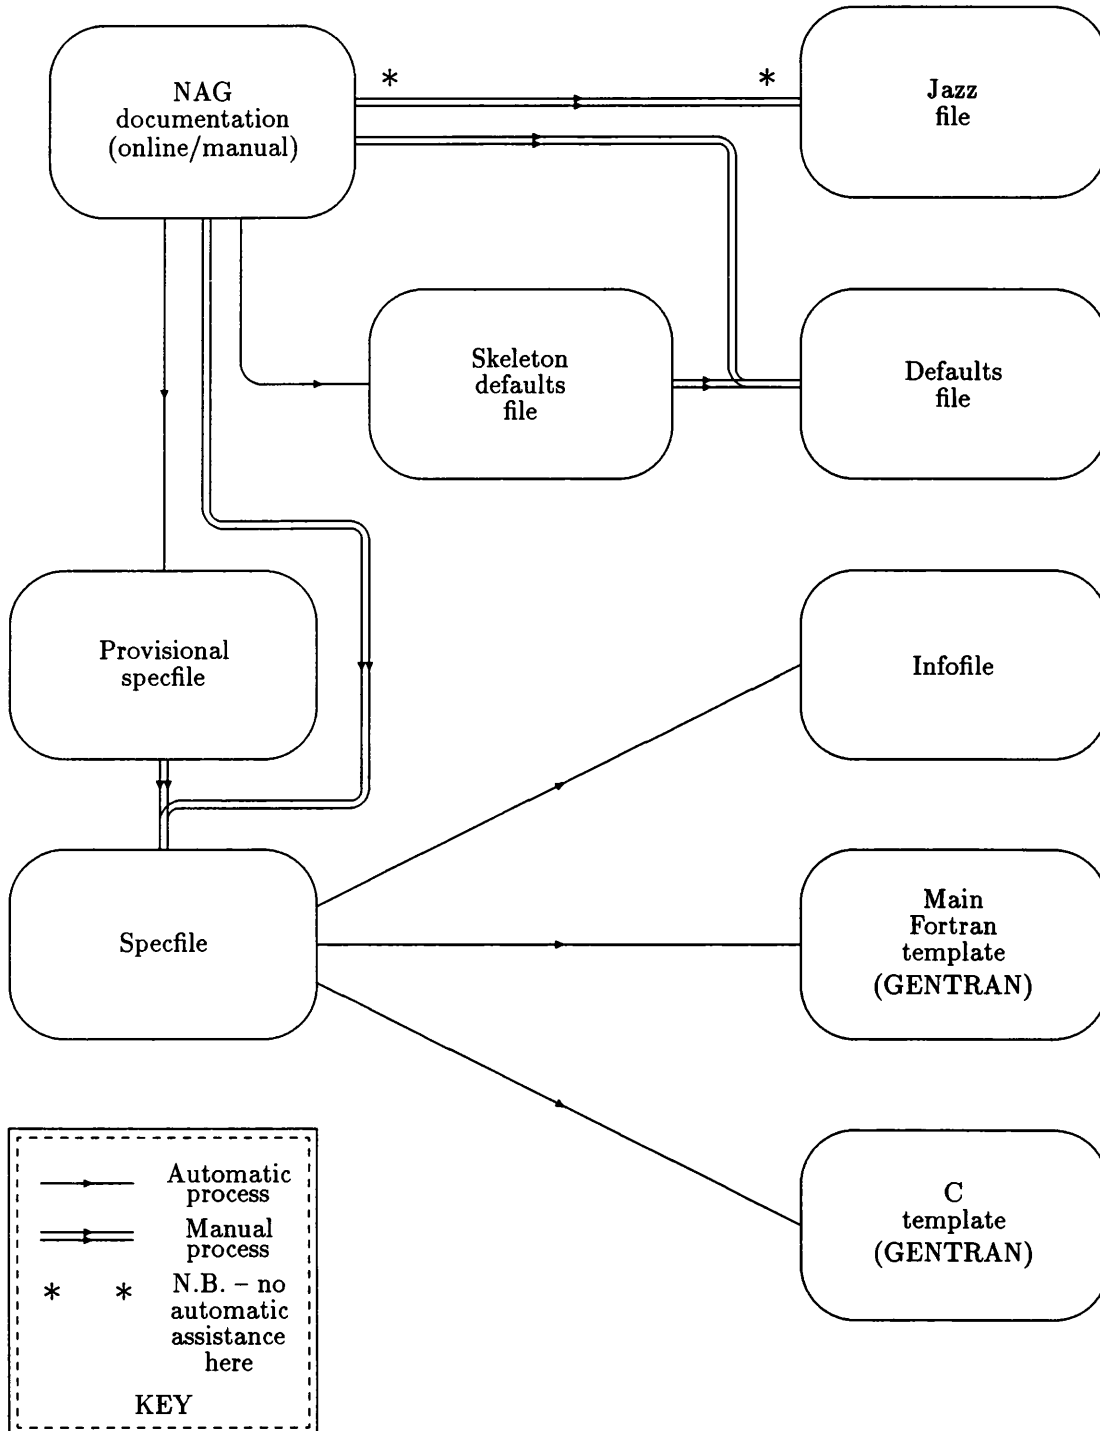 NAG
documentation
(online/manual)
*
*
Jazz
file
Skeleton
defaults
file
Defaults
file
Provisional
specfile
Infofile
Specfile
Main
Fortran
template
(GENTRAN)
C
template
(GENTRAN)
Automatic
process
Manual
process
* * N.B. – no
automatic
assistance
here
KEY